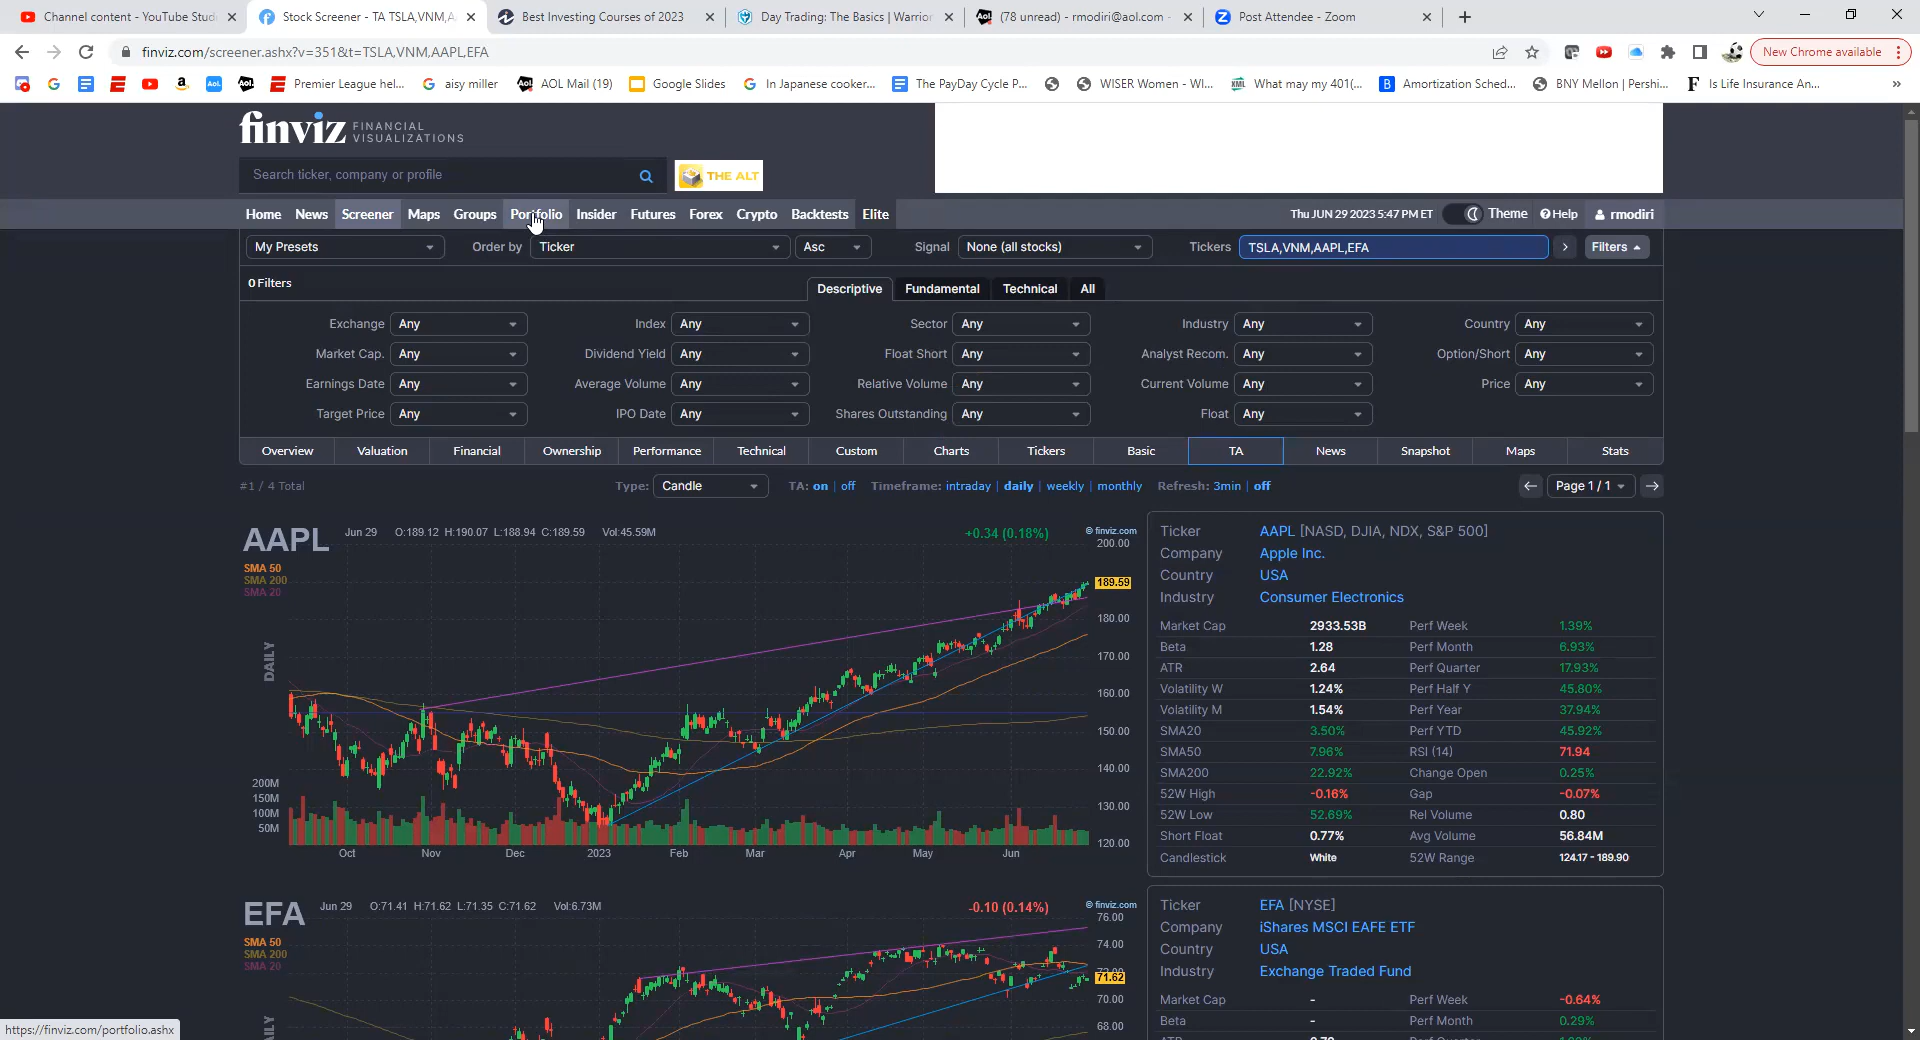 Channel content - YouTube Stud
Stock Screener - TA TSLA,VNM,A
Best Investing Courses of 2023
Day Trading: The Basics | Warrior
Aol.
(78 unread) - rmodiri@aol.com -
Post Attendee - Zoom
finviz.com/screener.ashx?v=351&t=TSLA,VNM,AAPL,EFA
New Chrome available
Premier League hel...
aisy miller
AOL Mail (19)
Google Slides
In Japanese cooker...
The PayDay Cycle P...
WISER Women - WI...
What may my 401(...
Amortization Sched...
BNY Mellon | Pershi...
Is Life Insurance An...
finviz FINANCIAL VISUALIZATIONS
Search ticker, company or profile
THE ALT
Home News Screener Maps Groups Portfolio Insider Futures Forex Crypto Backtests Elite
Thu JUN 29 2023 5:47 PM ET Theme Help rmodiri
My Presets Order by Ticker Asc Signal None (all stocks) Tickers TSLA,VNM,AAPL,EFA > Filters
0 Filters
Descriptive Fundamental Technical All
Exchange Any Index Any Sector Any Industry Any Country Any
Market Cap. Any Dividend Yield Any Float Short Any Analyst Recom. Any Option/Short Any
Earnings Date Any Average Volume Any Relative Volume Any Current Volume Any Price Any
Target Price Any IPO Date Any Shares Outstanding Any Float Any
Overview Valuation Financial Ownership Performance Technical Custom Charts Tickers Basic TA News Snapshot Maps Stats
#1 / 4 Total Type: Candle TA: on | off Timeframe: intraday | daily | weekly | monthly Refresh: 3min | off Page 1 / 1
AAPL Jun 29 O:189.12 H:190.07 L:188.94 C:189.59 Vol:45.59M +0.34 (0.18%) © finviz.com
SMA 50
SMA 200
SMA 20
DAILY
200.00
189.59
180.00
170.00
160.00
150.00
140.00
130.00
120.00
200M
150M
100M
50M
Oct Nov Dec 2023 Feb Mar Apr May Jun
Ticker AAPL [NASD, DJIA, NDX, S&P 500]
Company Apple Inc.
Country USA
Industry Consumer Electronics
Market Cap 2933.53B Perf Week 1.39%
Beta 1.28 Perf Month 6.93%
ATR 2.64 Perf Quarter 17.93%
Volatility W 1.24% Perf Half Y 45.80%
Volatility M 1.54% Perf Year 37.94%
SMA20 3.50% Perf YTD 45.92%
SMA50 7.96% RSI (14) 71.94
SMA200 22.92% Change Open 0.25%
52W High -0.16% Gap -0.07%
52W Low 52.69% Rel Volume 0.80
Short Float 0.77% Avg Volume 56.84M
Candlestick White 52W Range 124.17 - 189.90
EFA Jun 29 O:71.41 H:71.62 L:71.35 C:71.62 Vol:6.73M -0.10 (0.14%) © finviz.com
SMA 50
SMA 200
SMA 20
76.00
74.00
71.62
70.00
68.00
Ticker EFA [NYSE]
Company iShares MSCI EAFE ETF
Country USA
Industry Exchange Traded Fund
Market Cap - Perf Week -0.64%
Beta - Perf Month 0.29%
https://finviz.com/portfolio.ashx